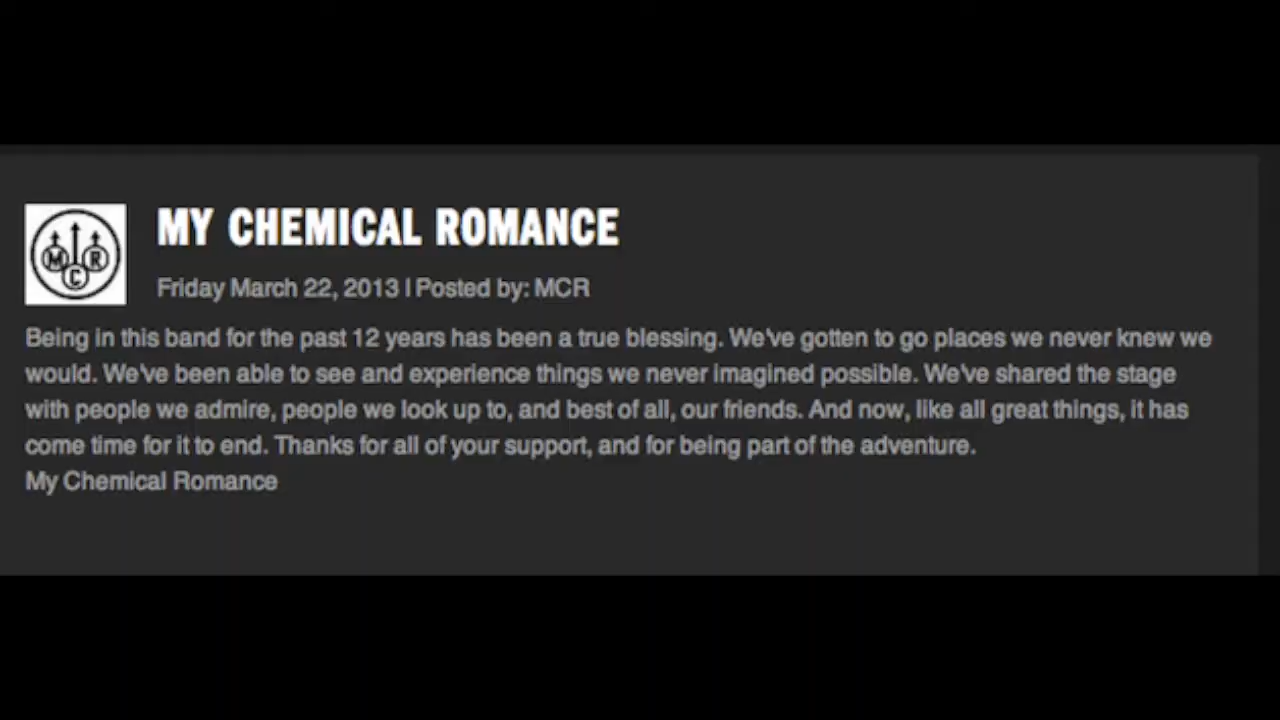 M C R
MY CHEMICAL ROMANCE
Friday March 22, 2013 | Posted by: MCR
Being in this band for the past 12 years has been a true blessing. We've gotten to go places we never knew we
would. We've been able to see and experience things we never imagined possible. We've shared the stage
with people we admire, people we look up to, and best of all, our friends. And now, like all great things, it has
come time for it to end. Thanks for all of your support, and for being part of the adventure.
My Chemical Romance